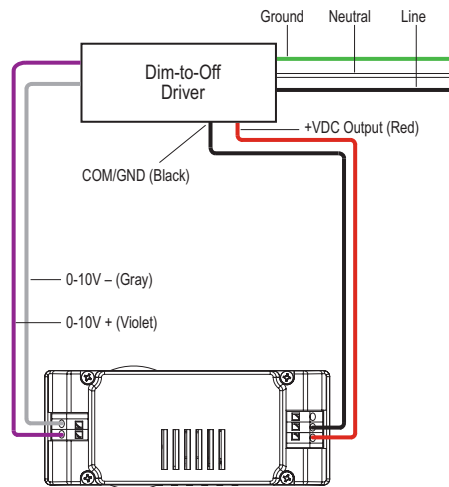 Ground
Neutral
Line
Dim-to-Off
Driver
+VDC Output (Red)
COM/GND (Black)
0-10V – (Gray)
0-10V + (Violet)